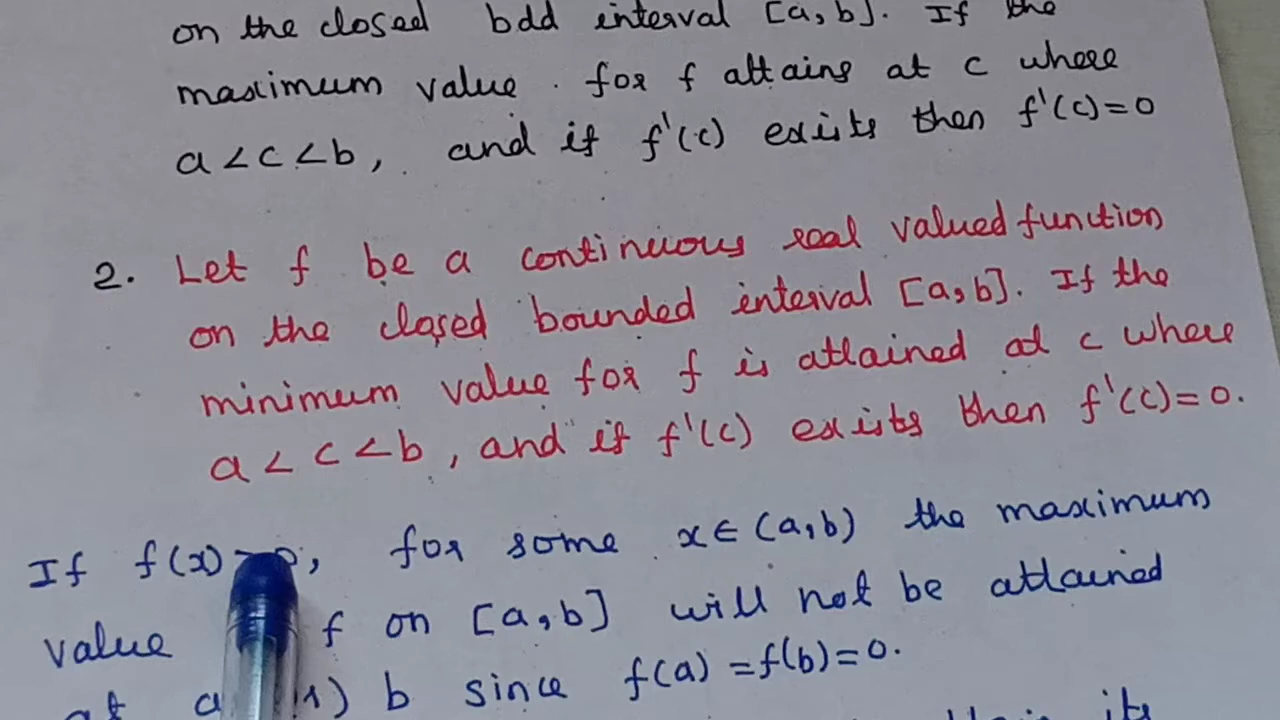 on the closed bdd interval [a,b]. If the
maximum value for f attains at c where
a < c < b, and if f'(c) exists then f'(c)=0
2. Let f be a continuous real valued function
on the closed bounded interval [a,b]. If the
minimum value for f is attained at c where
a < c < b, and if f'(c) exists then f'(c)=0.
If f(x) > 0, for some x∈(a,b) the maximum
value f on [a,b] will not be attained
at a b since f(a)=f(b)=0.
its